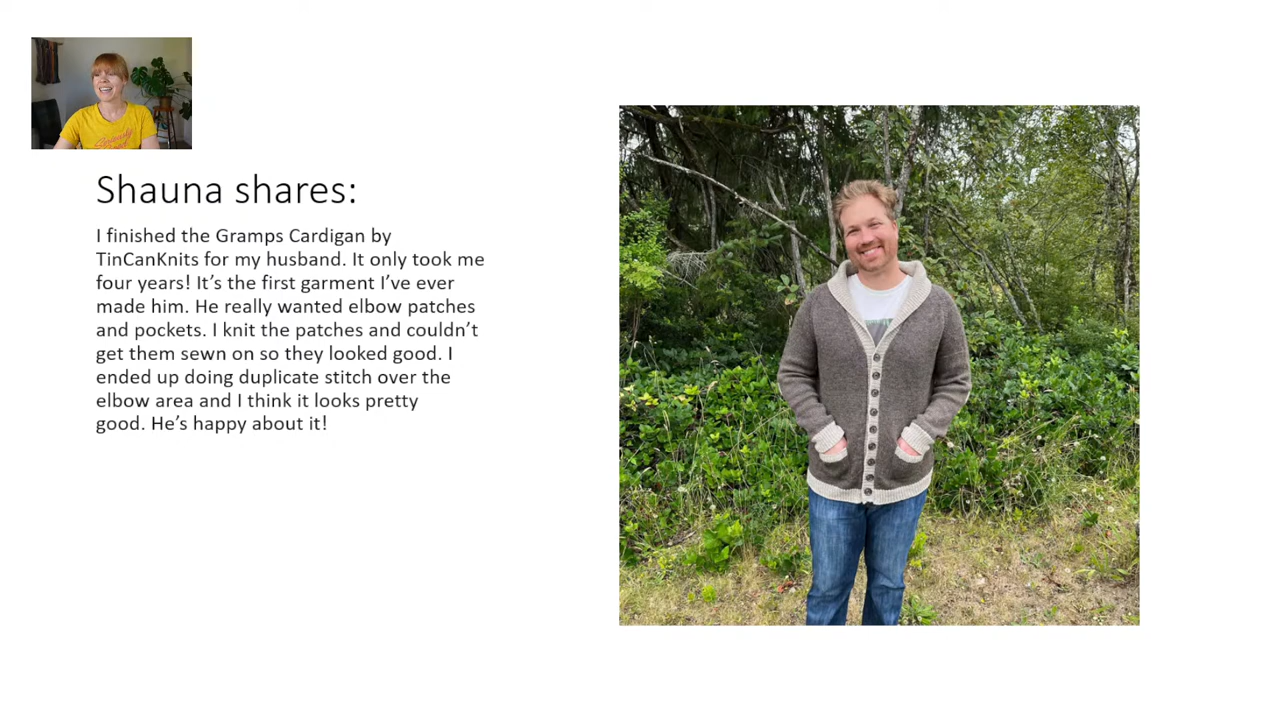 Shauna shares:
I finished the Gramps Cardigan by
TinCanKnits for my husband. It only took me
four years! It’s the first garment I’ve ever
made him. He really wanted elbow patches
and pockets. I knit the patches and couldn’t
get them sewn on so they looked good. I
ended up doing duplicate stitch over the
elbow area and I think it looks pretty
good. He’s happy about it!